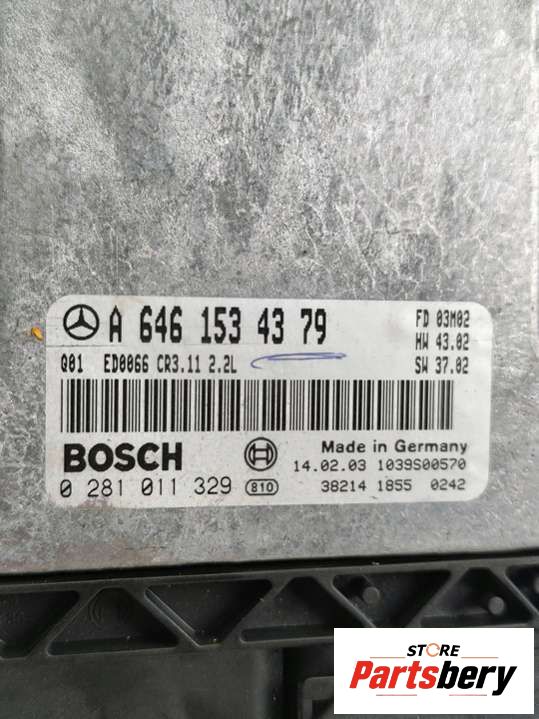 A 646 153 43 79
FD 03M02
HW 43.02
Q01 ED0066 CR3.11 2.2L
SW 37.02
BOSCH
Made in Germany
14.02.03 1039S00570
0 281 011 329 810
38214 1855 0242
STORE
Partsbery